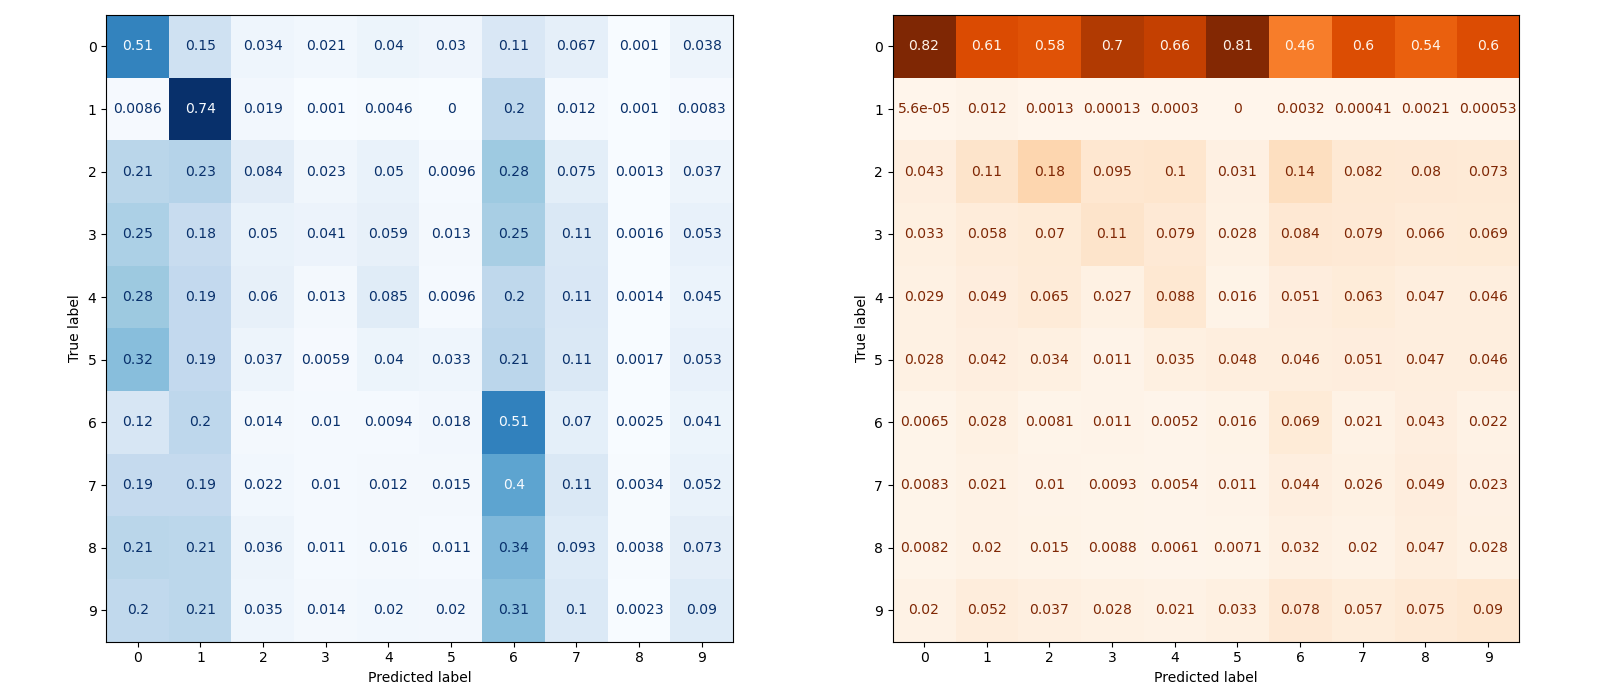 0 0.51 0.15 0.034 0.021 0.04 0.03 0.11 0.067 0.001 0.038
1 0.0086 0.74 0.019 0.001 0.0046 0 0.2 0.012 0.001 0.0083
2 0.21 0.23 0.084 0.023 0.05 0.0096 0.28 0.075 0.0013 0.037
3 0.25 0.18 0.05 0.041 0.059 0.013 0.25 0.11 0.0016 0.053
4 0.28 0.19 0.06 0.013 0.085 0.0096 0.2 0.11 0.0014 0.045
5 0.32 0.19 0.037 0.0059 0.04 0.033 0.21 0.11 0.0017 0.053
6 0.12 0.2 0.014 0.01 0.0094 0.018 0.51 0.07 0.0025 0.041
7 0.19 0.19 0.022 0.01 0.012 0.015 0.4 0.11 0.0034 0.052
8 0.21 0.21 0.036 0.011 0.016 0.011 0.34 0.093 0.0038 0.073
9 0.2 0.21 0.035 0.014 0.02 0.02 0.31 0.1 0.0023 0.09
0 1 2 3 4 5 6 7 8 9
Predicted label
True label
0 0.82 0.61 0.58 0.7 0.66 0.81 0.46 0.6 0.54 0.6
1 5.6e-05 0.012 0.0013 0.00013 0.0003 0 0.0032 0.00041 0.0021 0.00053
2 0.043 0.11 0.18 0.095 0.1 0.031 0.14 0.082 0.08 0.073
3 0.033 0.058 0.07 0.11 0.079 0.028 0.084 0.079 0.066 0.069
4 0.029 0.049 0.065 0.027 0.088 0.016 0.051 0.063 0.047 0.046
5 0.028 0.042 0.034 0.011 0.035 0.048 0.046 0.051 0.047 0.046
6 0.0065 0.028 0.0081 0.011 0.0052 0.016 0.069 0.021 0.043 0.022
7 0.0083 0.021 0.01 0.0093 0.0054 0.011 0.044 0.026 0.049 0.023
8 0.0082 0.02 0.015 0.0088 0.0061 0.0071 0.032 0.02 0.047 0.028
9 0.02 0.052 0.037 0.028 0.021 0.033 0.078 0.057 0.075 0.09
0 1 2 3 4 5 6 7 8 9
Predicted label
True label